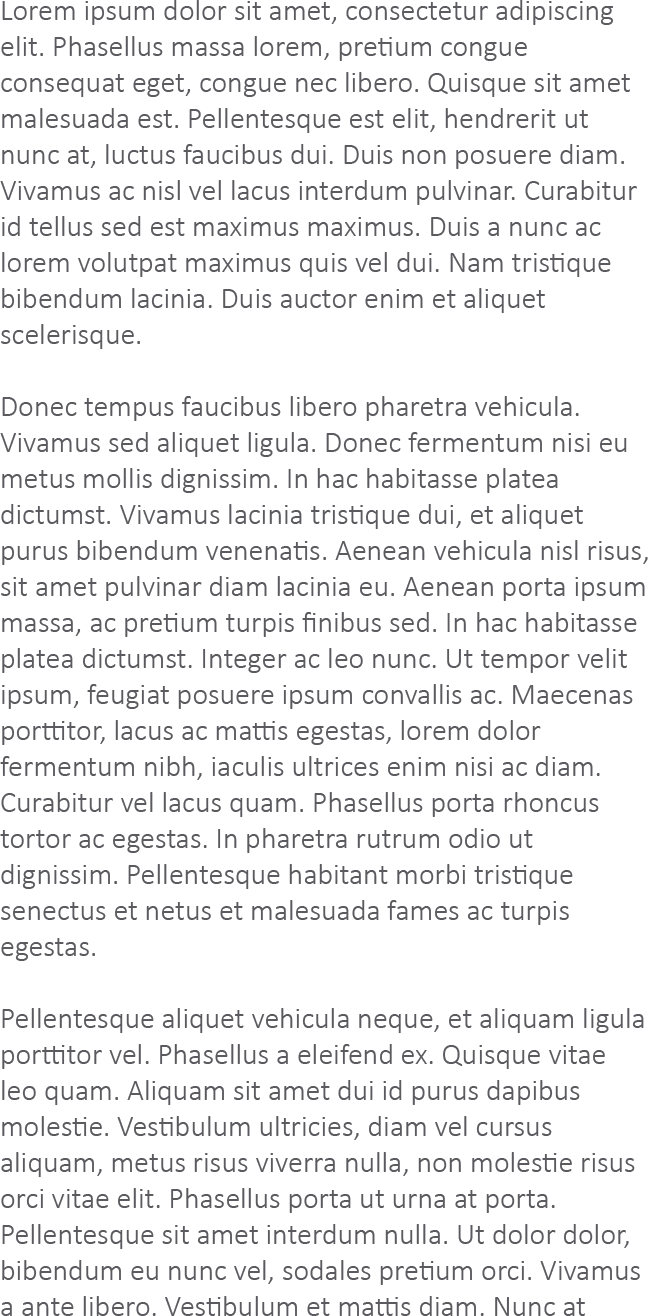 Lorem ipsum dolor sit amet, consectetur adipiscing
elit. Phasellus massa lorem, pretium congue
consequat eget, congue nec libero. Quisque sit amet
malesuada est. Pellentesque est elit, hendrerit ut
nunc at, luctus faucibus dui. Duis non posuere diam.
Vivamus ac nisl vel lacus interdum pulvinar. Curabitur
id tellus sed est maximus maximus. Duis a nunc ac
lorem volutpat maximus quis vel dui. Nam tristique
bibendum lacinia. Duis auctor enim et aliquet
scelerisque.

Donec tempus faucibus libero pharetra vehicula.
Vivamus sed aliquet ligula. Donec fermentum nisi eu
metus mollis dignissim. In hac habitasse platea
dictumst. Vivamus lacinia tristique dui, et aliquet
purus bibendum venenatis. Aenean vehicula nisl risus,
sit amet pulvinar diam lacinia eu. Aenean porta ipsum
massa, ac pretium turpis finibus sed. In hac habitasse
platea dictumst. Integer ac leo nunc. Ut tempor velit
ipsum, feugiat posuere ipsum convallis ac. Maecenas
porttitor, lacus ac mattis egestas, lorem dolor
fermentum nibh, iaculis ultrices enim nisi ac diam.
Curabitur vel lacus quam. Phasellus porta rhoncus
tortor ac egestas. In pharetra rutrum odio ut
dignissim. Pellentesque habitant morbi tristique
senectus et netus et malesuada fames ac turpis
egestas.

Pellentesque aliquet vehicula neque, et aliquam ligula
porttitor vel. Phasellus a eleifend ex. Quisque vitae
leo quam. Aliquam sit amet dui id purus dapibus
molestie. Vestibulum ultricies, diam vel cursus
aliquam, metus risus viverra nulla, non molestie risus
orci vitae elit. Phasellus porta ut urna at porta.
Pellentesque sit amet interdum nulla. Ut dolor dolor,
bibendum eu nunc vel, sodales pretium orci. Vivamus
a ante libero. Vestibulum et mattis diam. Nunc at